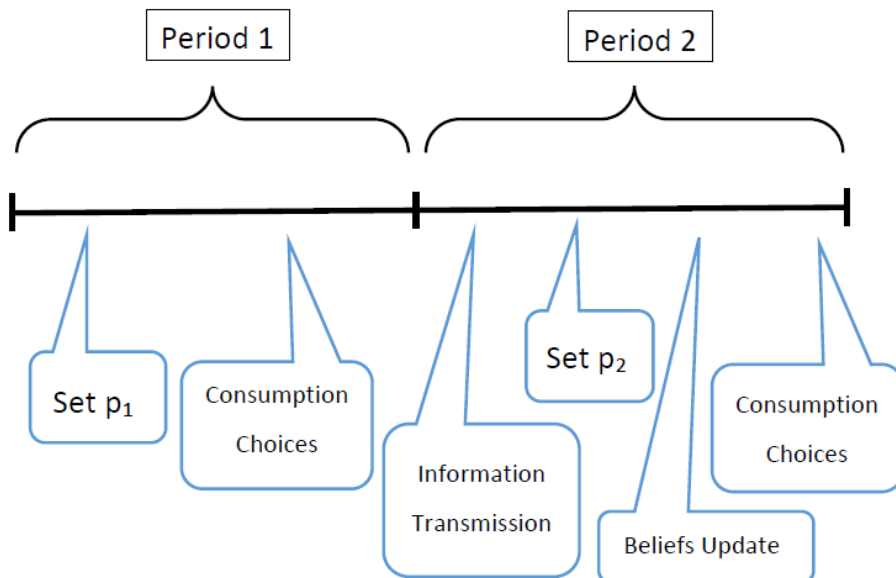 Period 1
Period 2
Set p₁
Consumption
Choices
Information
Transmission
Set p₂
Beliefs Update
Consumption
Choices